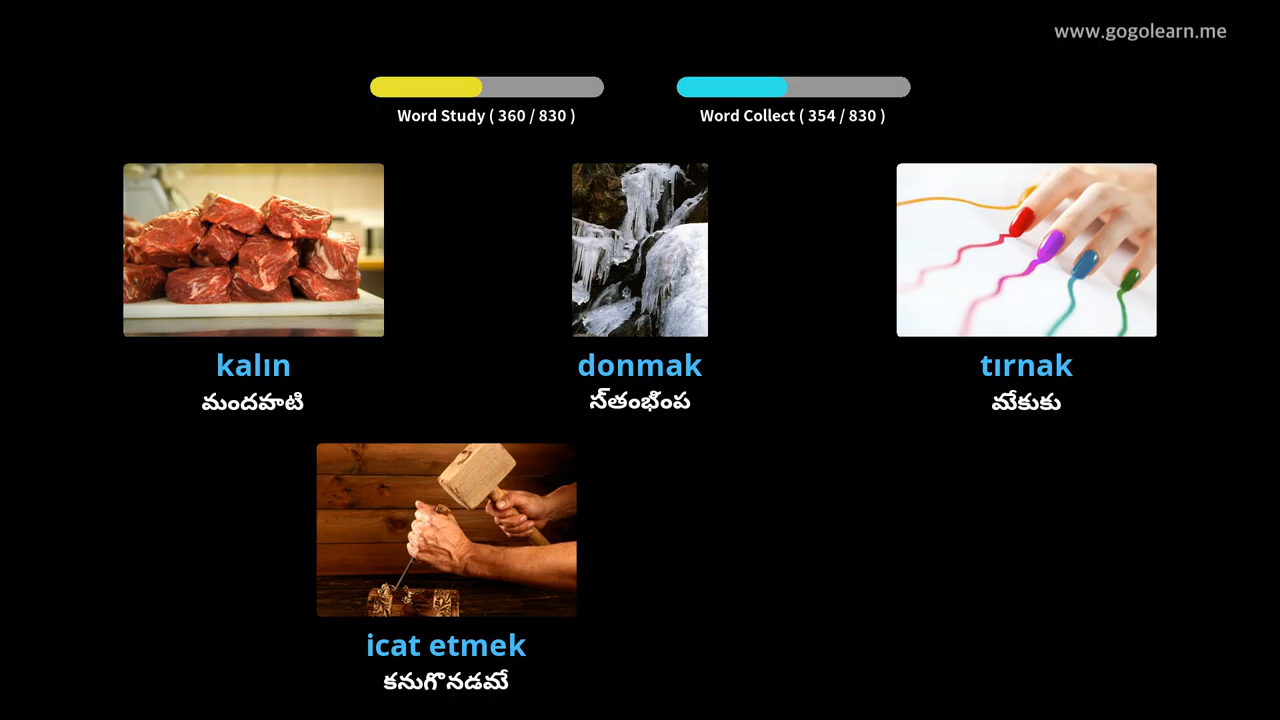 www.gogolearn.me
Word Study ( 360 / 830 )
Word Collect ( 354 / 830 )
kalın
మందపాటి
donmak
స్తంభింప
tırnak
మేకుకు
icat etmek
కనుగొనడమే